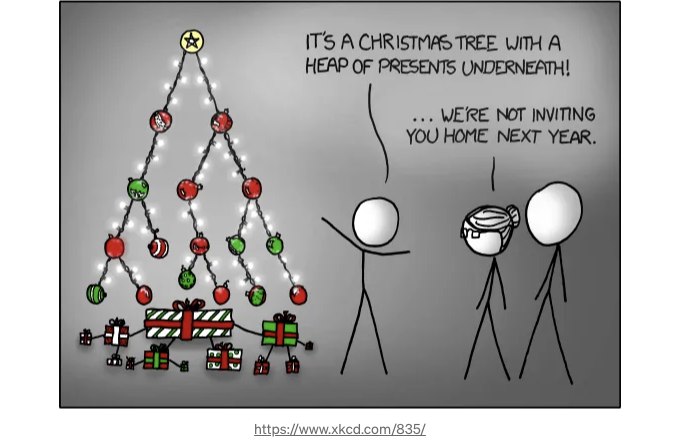 IT'S A CHRISTMAS TREE WITH A
HEAP OF PRESENTS UNDERNEATH!
... WE'RE NOT INVITING
YOU HOME NEXT YEAR.
https://www.xkcd.com/835/